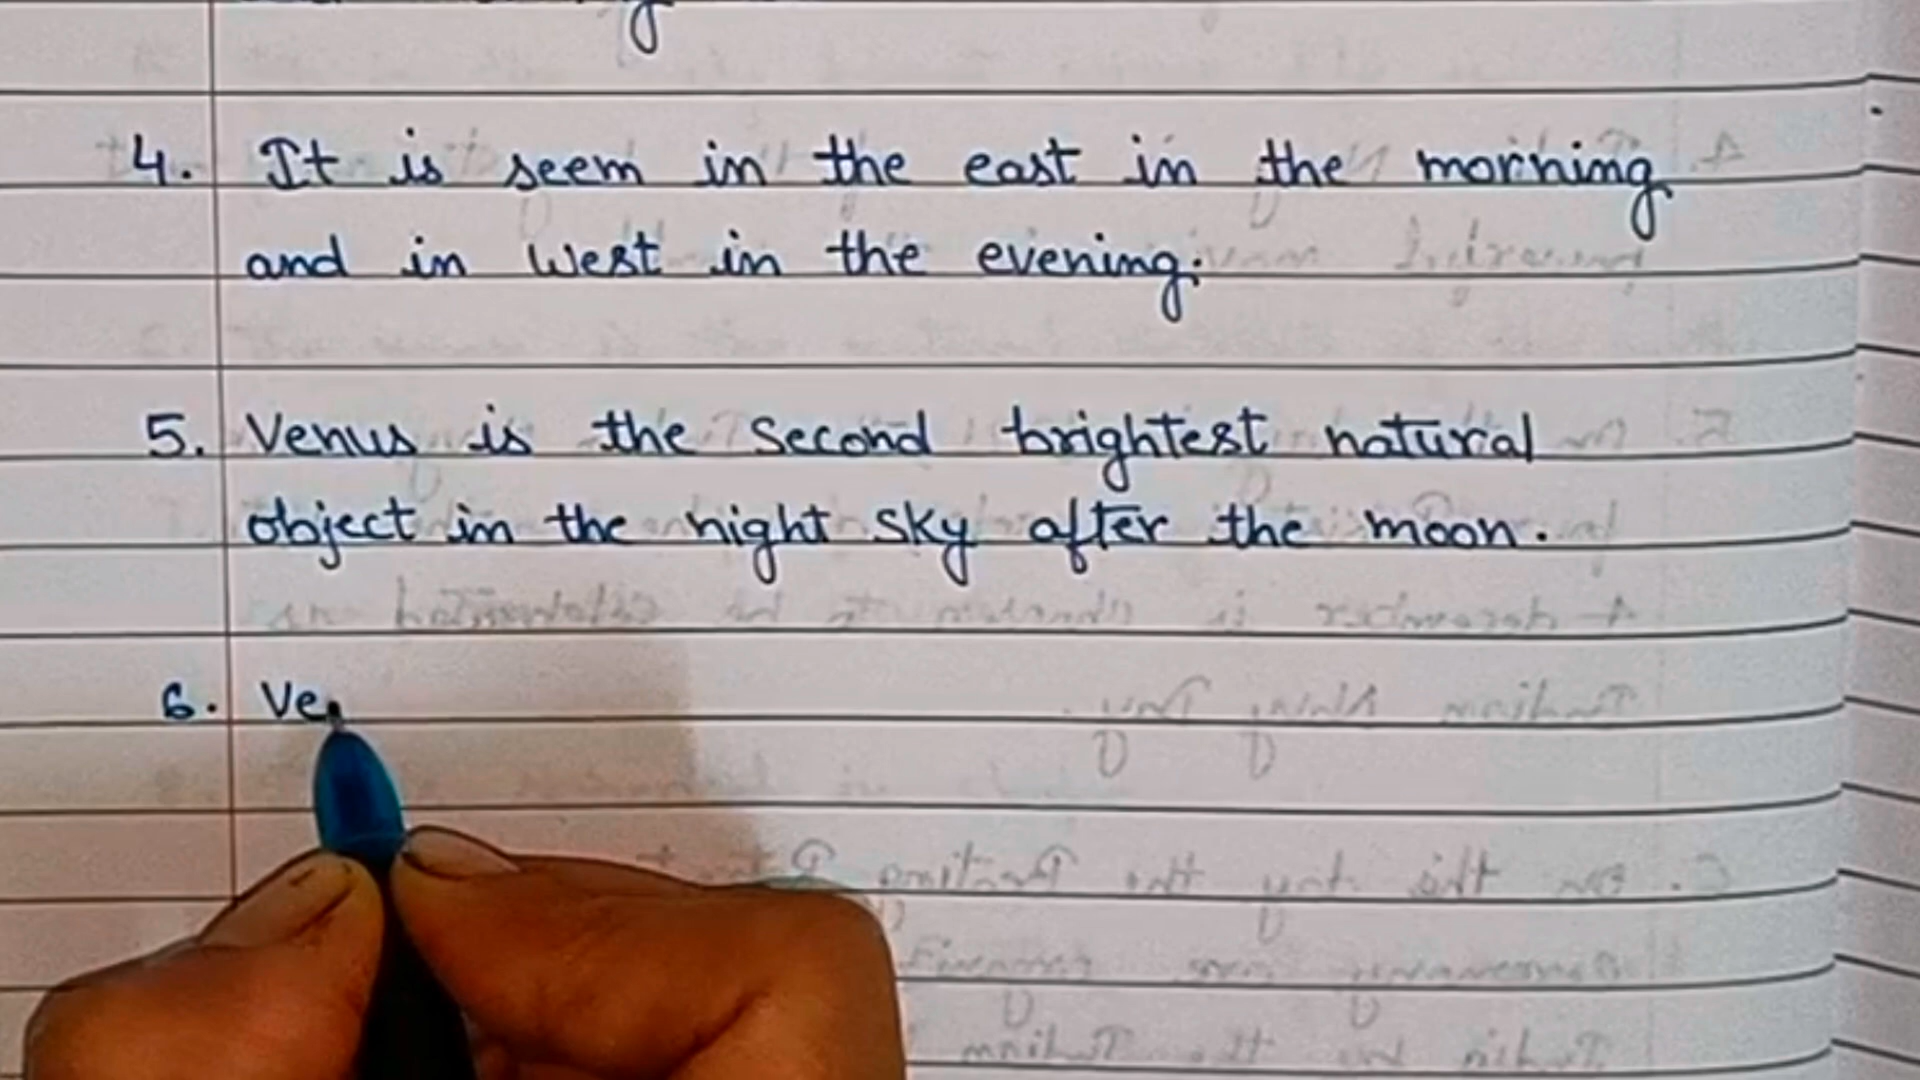 4. It is seem in the east in the morning
and in west in the evening.
5. Venus is the second brightest natural
object in the night sky after the moon.
6. Ve